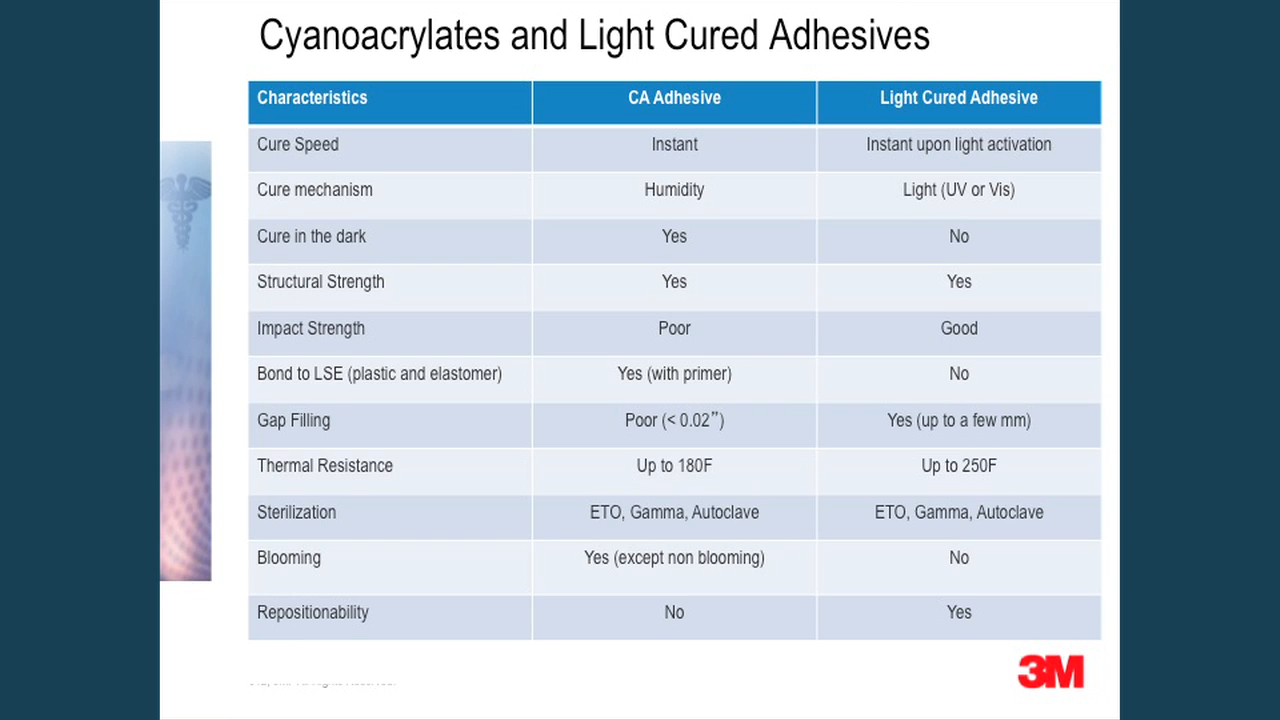 Cyanoacrylates and Light Cured Adhesives
Characteristics CA Adhesive Light Cured Adhesive
Cure Speed Instant Instant upon light activation
Cure mechanism Humidity Light (UV or Vis)
Cure in the dark Yes No
Structural Strength Yes Yes
Impact Strength Poor Good
Bond to LSE (plastic and elastomer) Yes (with primer) No
Gap Filling Poor (< 0.02”) Yes (up to a few mm)
Thermal Resistance Up to 180F Up to 250F
Sterilization ETO, Gamma, Autoclave ETO, Gamma, Autoclave
Blooming Yes (except non blooming) No
Repositionability No Yes
3M